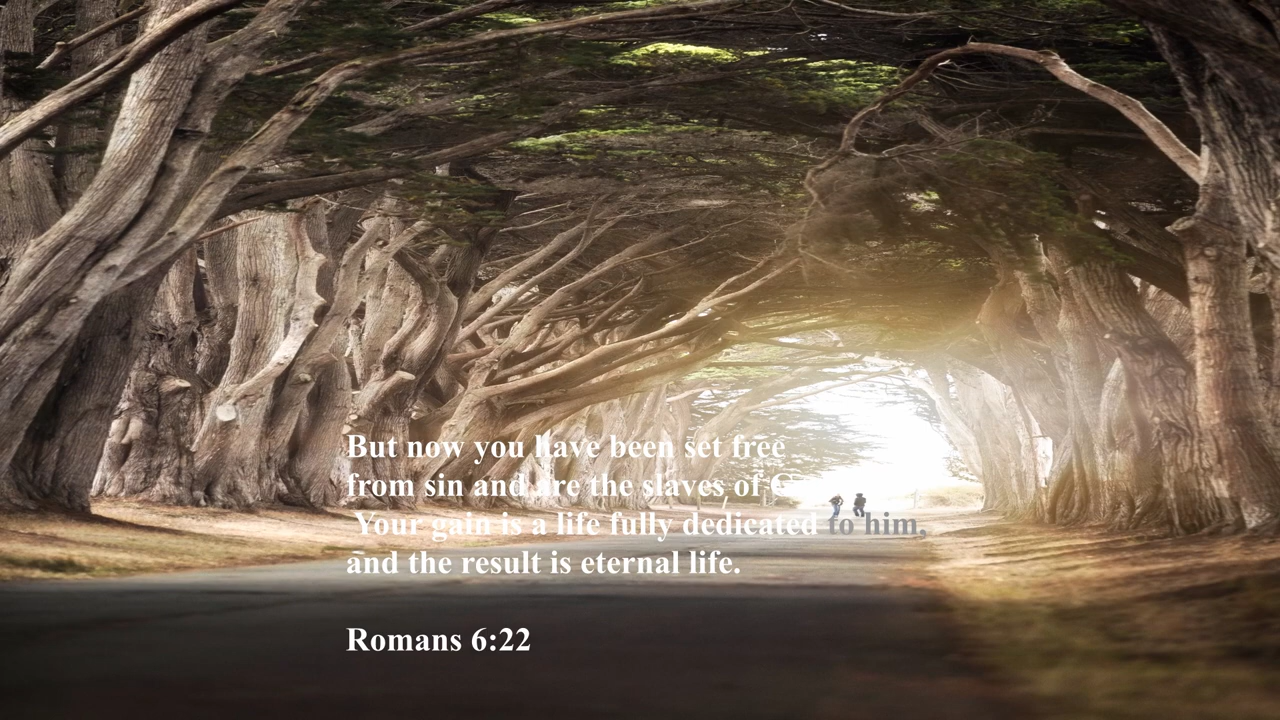 But now you have been set free
from sin and are the slaves of
Your gain is a life fully dedicated to him,
and the result is eternal life.
Romans 6:22